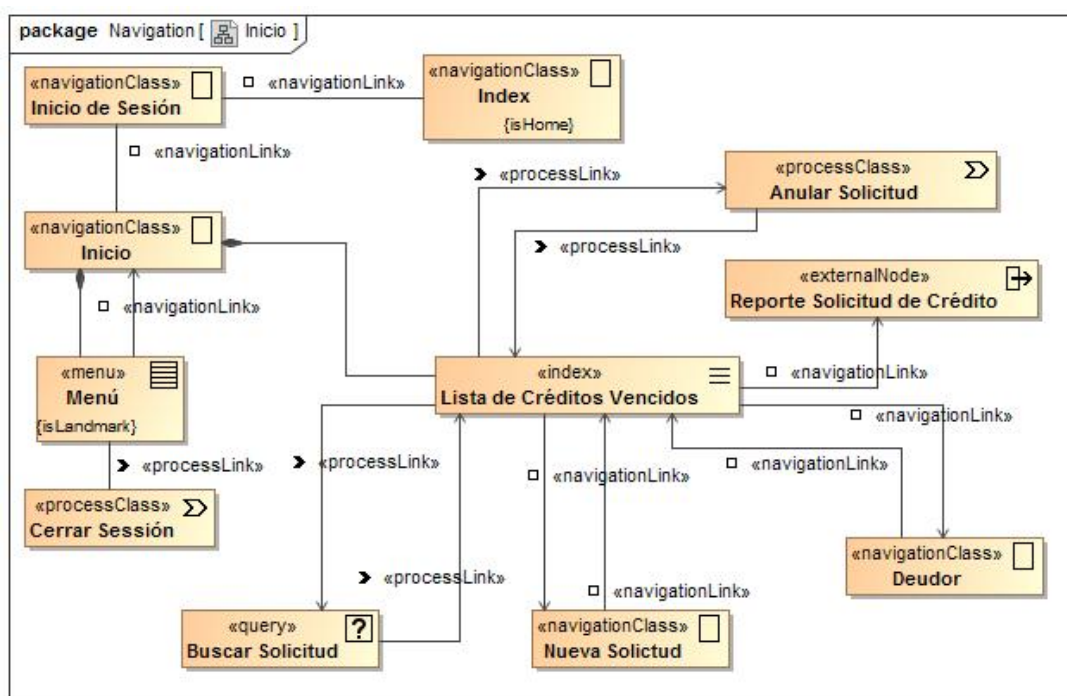 package Navigation [ Inicio ]
«navigationClass»
Inicio de Sesión
«navigationLink»
«navigationClass»
Index
{isHome}
«navigationLink»
«processLink»
«processClass»
Anular Solicitud
«navigationClass»
Inicio
«processLink»
«externalNode»
Reporte Solicitud de Crédito
«navigationLink»
«menu»
Menú
{isLandmark}
«index»
Lista de Créditos Vencidos
«navigationLink»
«navigationLink»
«processLink»
«processLink»
«navigationLink»
«navigationLink»
«processClass»
Cerrar Sessión
«navigationClass»
Deudor
«processLink»
«navigationLink»
«query»
Buscar Solicitud
?
«navigationClass»
Nueva Solictud